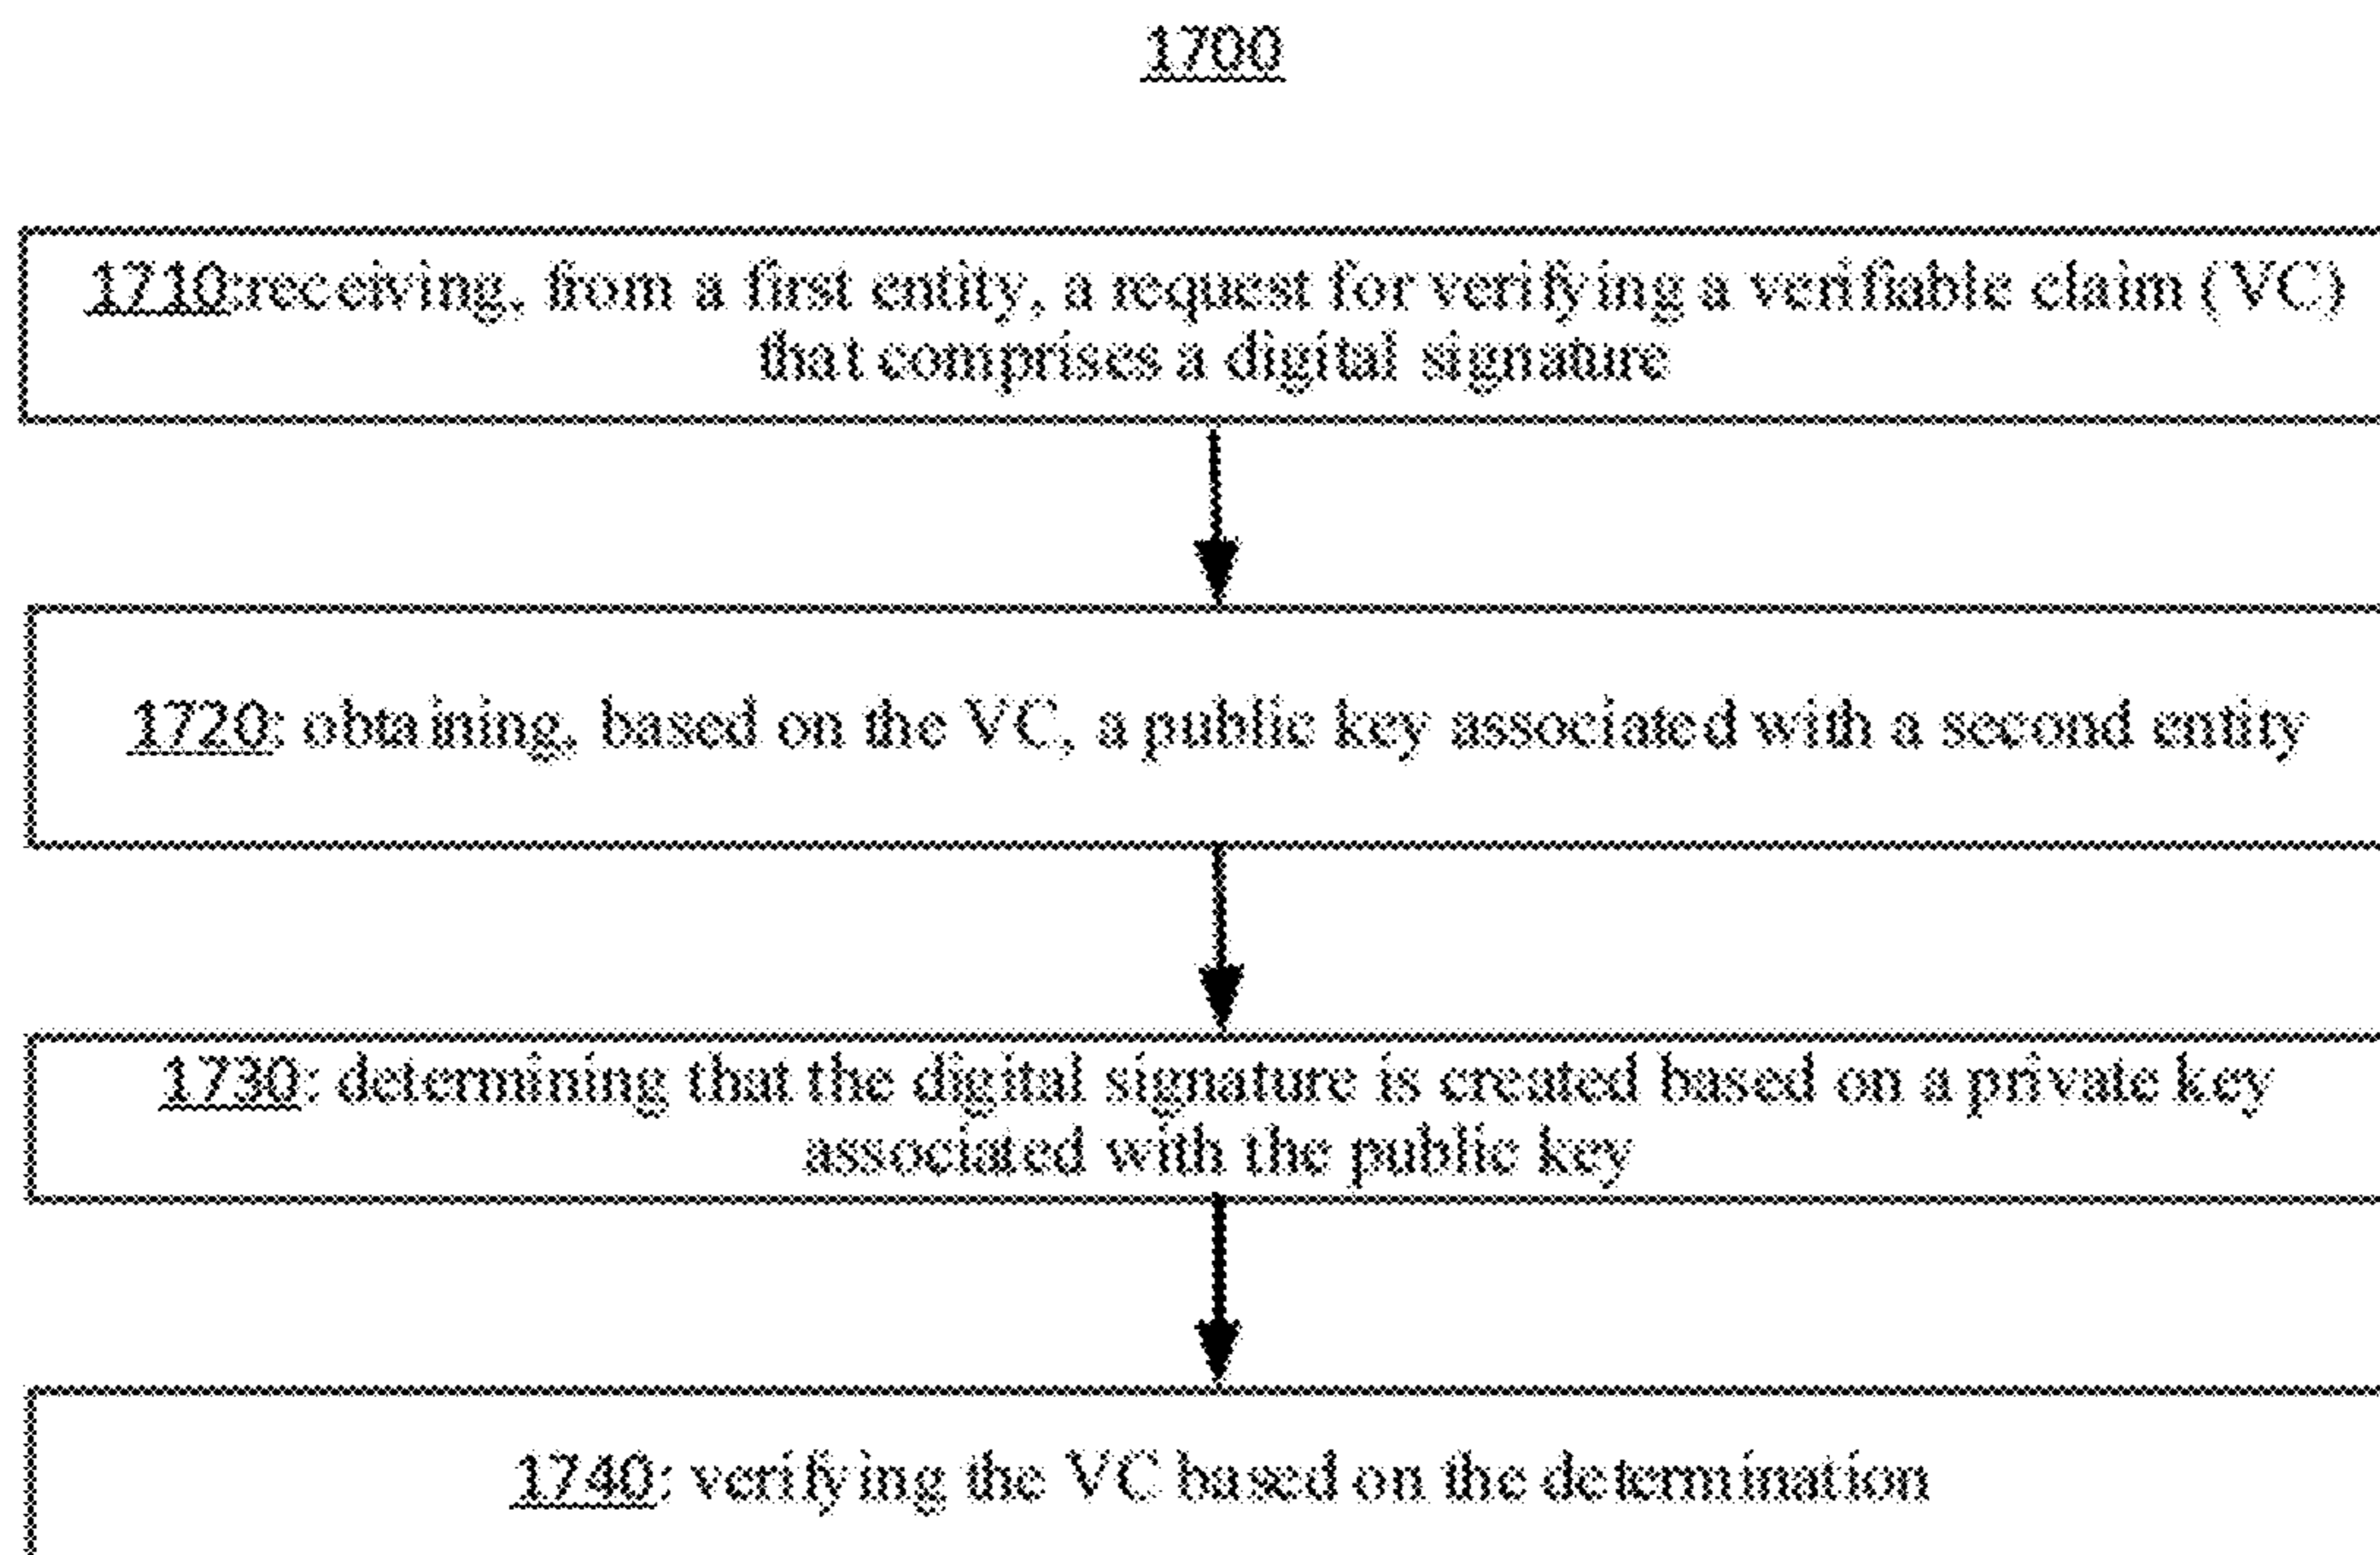 1700
1710:receiving, from a first entity, a request for verifying a verifiable claim (VC)
that comprises a digital signature
1720: obtaining, based on the VC, a public key associated with a second entity
1730: determining that the digital signature is created based on a private key
associated with the public key
1740: verifying the VC based on the determination